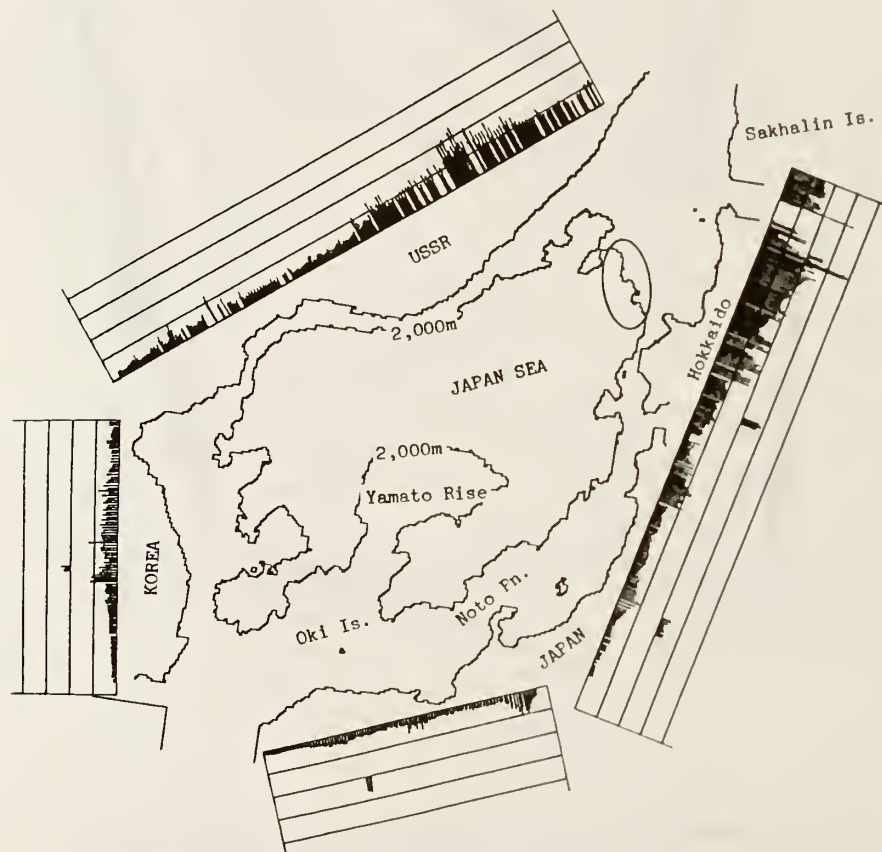 Sakhalin Is.
USSR
2,000m
Hokkaido
JAPAN SEA
2,000m
Yamato Rise
KOREA
Noto Pn.
Oki Is.
JAPAN